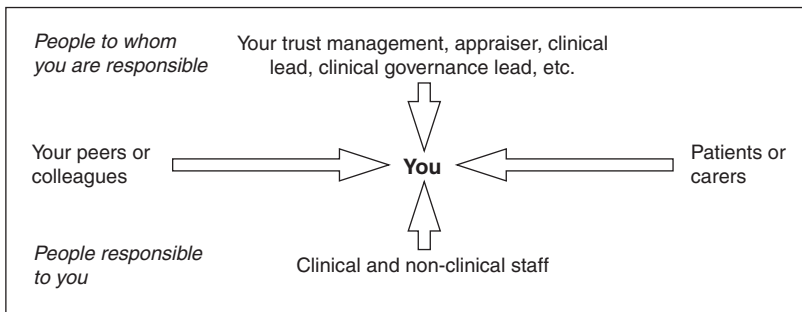 People to whom
you are responsible
Your trust management, appraiser, clinical
lead, clinical governance lead, etc.
Your peers or
colleagues
You
Patients or
carers
People responsible
to you
Clinical and non-clinical staff